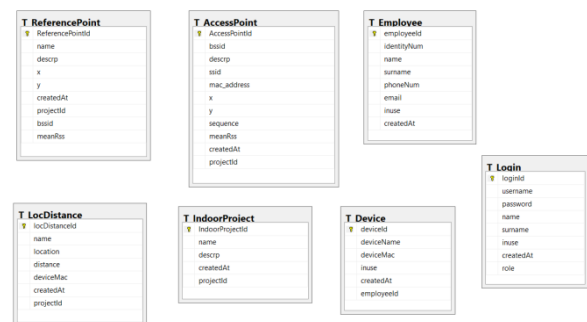 T_ReferencePoint
ReferencePointId
name
descrp
x
y
createdAt
projectId
bssid
meanRss
T_AccessPoint
AccessPointId
bssid
descrp
ssid
mac_address
x
y
sequence
meanRss
createdAt
projectId
T_Employee
employeeId
identityNum
name
surname
phoneNum
email
inuse
createdAt
T_Login
loginId
username
password
name
surname
inuse
createdAt
role
T_LocDistance
locDistanceId
name
location
distance
deviceMac
createdAt
projectId
T_IndoorProject
IndoorProjectId
name
descrp
createdAt
projectId
T_Device
deviceId
deviceName
deviceMac
inuse
createdAt
employeeId